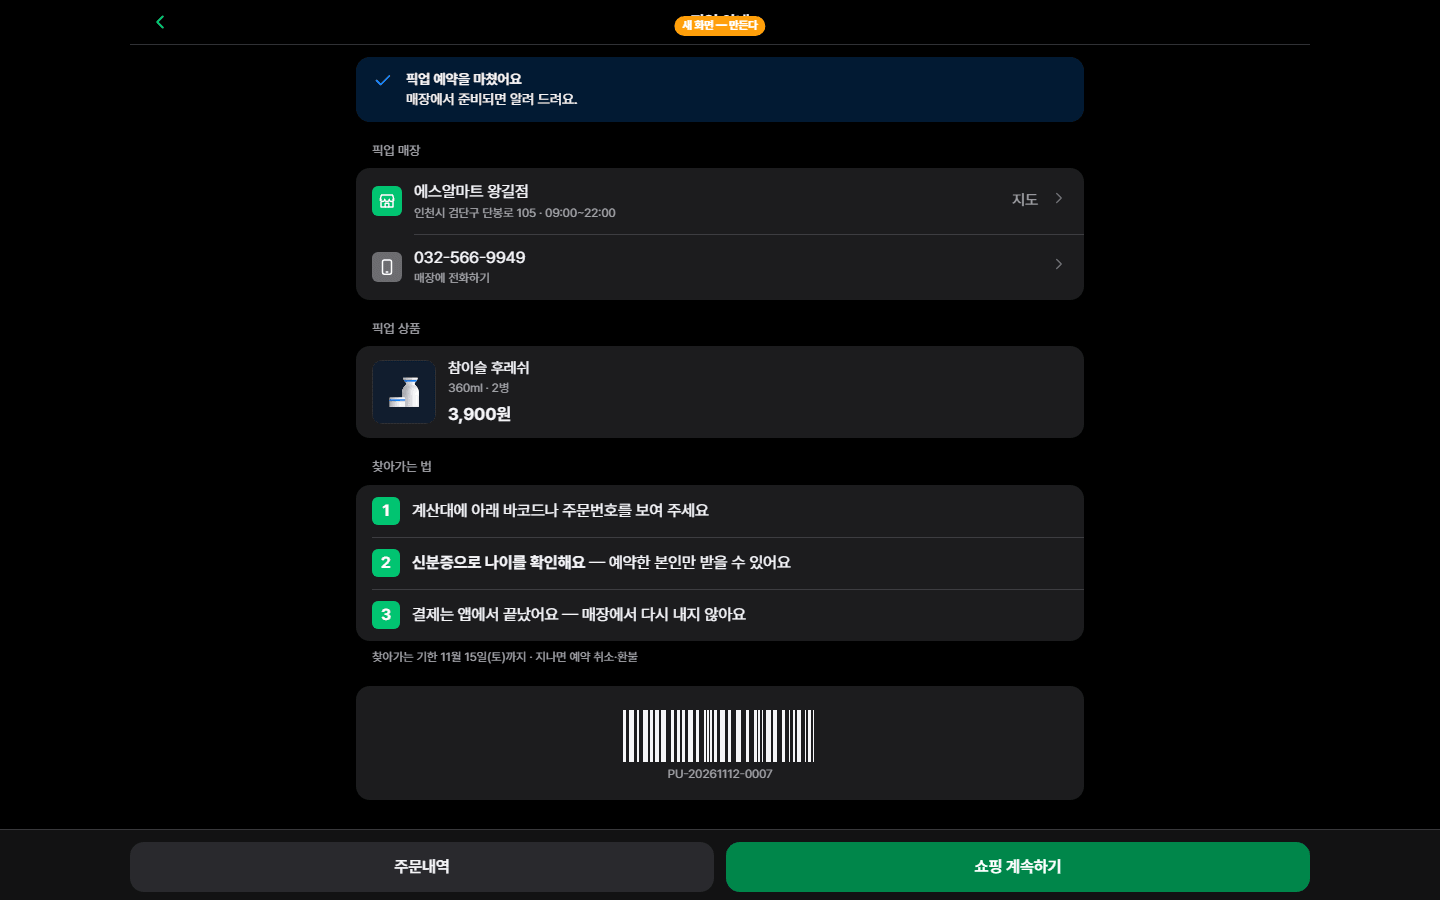 새 화면 — 만든다
픽업 예약을 마쳤어요
매장에서 준비되면 알려 드려요.
픽업 매장
에스알마트 왕길점
인천시 검단구 단봉로 105 · 09:00~22:00
지도
032-566-9949
매장에 전화하기
픽업 상품
참이슬 후레쉬
360ml · 2병
3,900원
찾아가는 법
1 계산대에 아래 바코드나 주문번호를 보여 주세요
2 신분증으로 나이를 확인해요 — 예약한 본인만 받을 수 있어요
3 결제는 앱에서 끝났어요 — 매장에서 다시 내지 않아요
찾아가는 기한 11월 15일(토)까지 · 지나면 예약 취소·환불
PU-20261112-0007
주문내역
쇼핑 계속하기